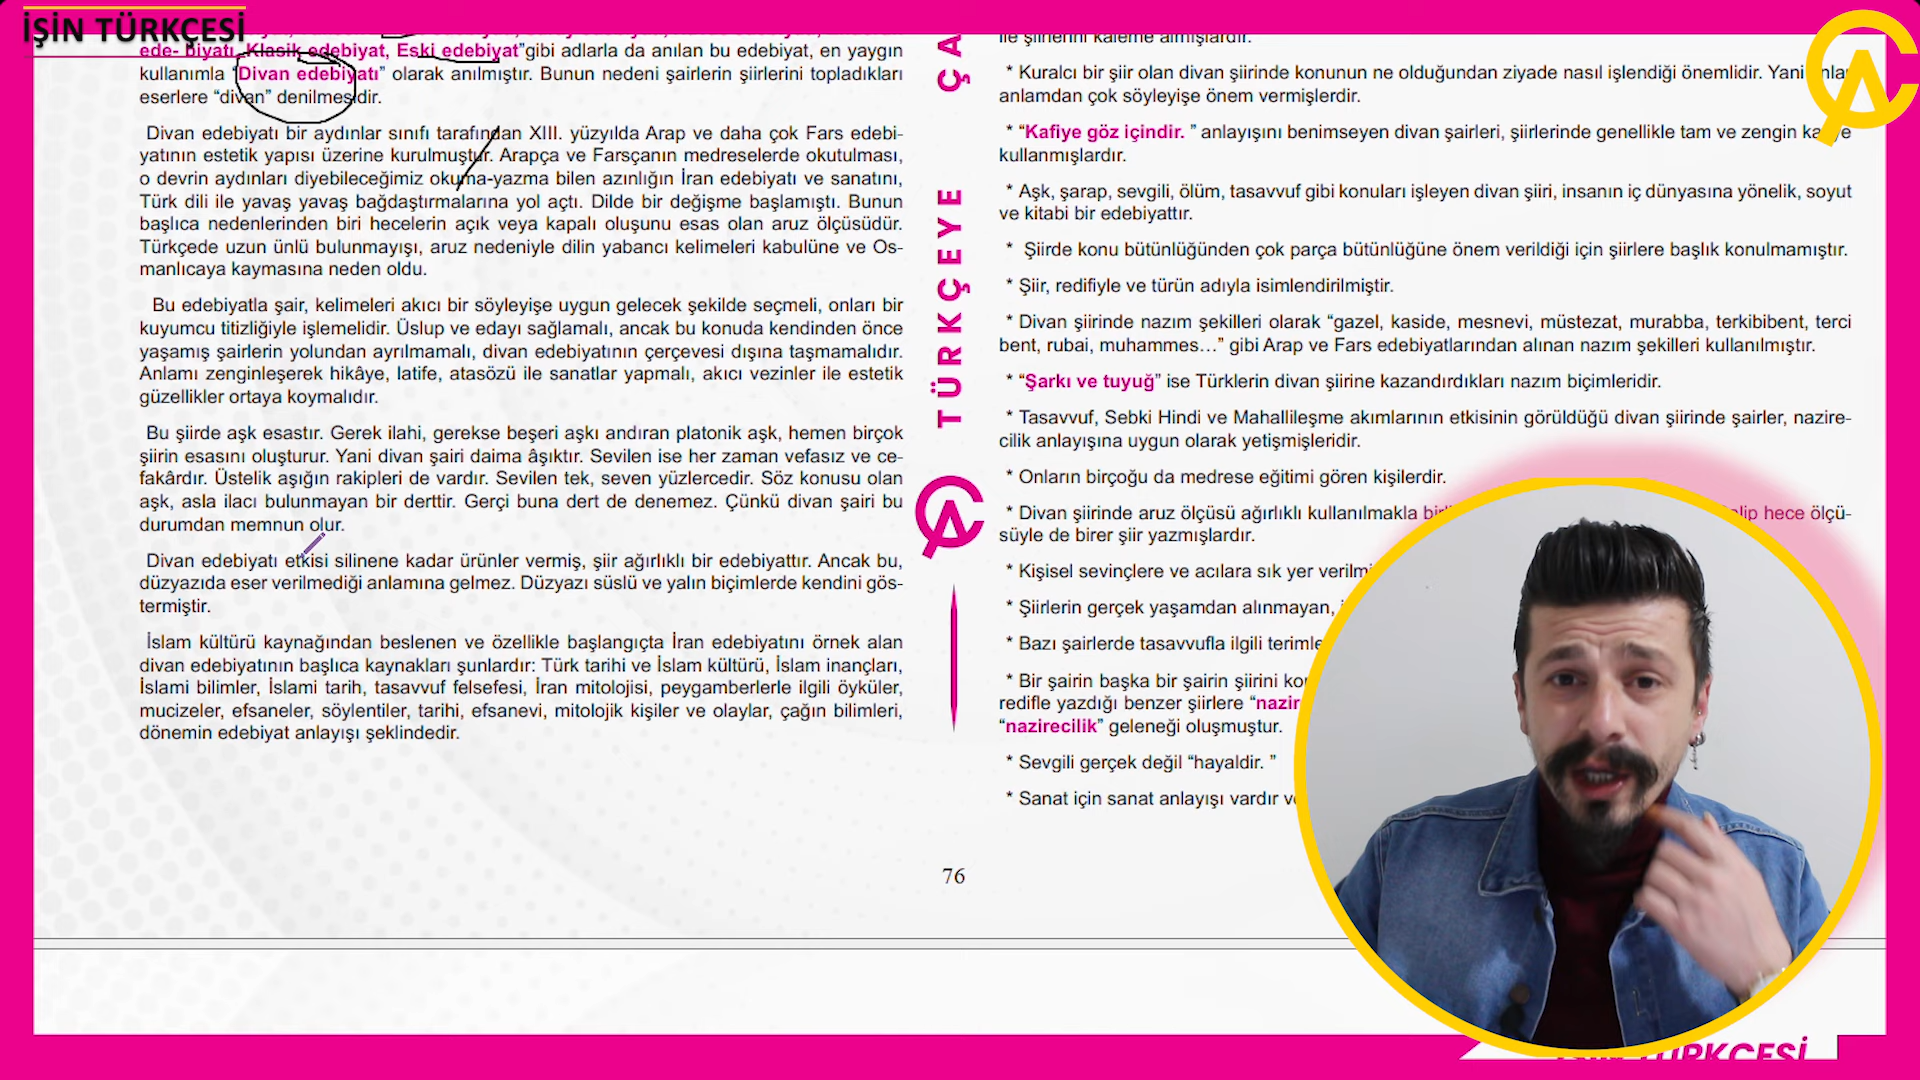 İŞİN TÜRKÇESİ
ede- biyatı, Klasik edebiyat, Eski edebiyat”gibi adlarla da anılan bu edebiyat, en yaygın
kullanımla “Divan edebiyatı” olarak anılmıştır. Bunun nedeni şairlerin şiirlerini topladıkları
eserlere “divan” denilmesidir.
Divan edebiyatı bir aydınlar sınıfı tarafından XIII. yüzyılda Arap ve daha çok Fars edebi-
yatının estetik yapısı üzerine kurulmuştur. Arapça ve Farsçanın medreselerde okutulması,
o devrin aydınları diyebileceğimiz okuma-yazma bilen azınlığın İran edebiyatı ve sanatını,
Türk dili ile yavaş yavaş bağdaştırmalarına yol açtı. Dilde bir değişme başlamıştı. Bunun
başlıca nedenlerinden biri hecelerin açık veya kapalı oluşunu esas olan aruz ölçüsüdür.
Türkçede uzun ünlü bulunmayışı, aruz nedeniyle dilin yabancı kelimeleri kabulüne ve Os-
manlıcaya kaymasına neden oldu.
Bu edebiyatla şair, kelimeleri akıcı bir söyleyişe uygun gelecek şekilde seçmeli, onları bir
kuyumcu titizliğiyle işlemelidir. Üslup ve edayı sağlamalı, ancak bu konuda kendinden önce
yaşamış şairlerin yolundan ayrılmamalı, divan edebiyatının çerçevesi dışına taşmamalıdır.
Anlamı zenginleşerek hikâye, latife, atasözü ile sanatlar yapmalı, akıcı vezinler ile estetik
güzellikler ortaya koymalıdır.
Bu şiirde aşk esastır. Gerek ilahi, gerekse beşeri aşkı andıran platonik aşk, hemen birçok
şiirin esasını oluşturur. Yani divan şairi daima âşıktır. Sevilen ise her zaman vefasız ve ce-
fakârdır. Üstelik aşığın rakipleri de vardır. Sevilen tek, seven yüzlercedir. Söz konusu olan
aşk, asla ilacı bulunmayan bir derttir. Gerçi buna dert de denemez. Çünkü divan şairi bu
durumdan memnun olur.
Divan edebiyatı etkisi silinene kadar ürünler vermiş, şiir ağırlıklı bir edebiyattır. Ancak bu,
düzyazıda eser verilmediği anlamına gelmez. Düzyazı süslü ve yalın biçimlerde kendini gös-
termiştir.
İslam kültürü kaynağından beslenen ve özellikle başlangıçta İran edebiyatını örnek alan
divan edebiyatının başlıca kaynakları şunlardır: Türk tarihi ve İslam kültürü, İslam inançları,
İslami bilimler, İslami tarih, tasavvuf felsefesi, İran mitolojisi, peygamberlerle ilgili öyküler,
mucizeler, efsaneler, söylentiler, tarihi, efsanevi, mitolojik kişiler ve olaylar, çağın bilimleri,
dönemin edebiyat anlayışı şeklindedir.
TÜRKÇEYE ÇA
ile şiirlerini kaleme almışlardır.
* Kuralcı bir şiir olan divan şiirinde konunun ne olduğundan ziyade nasıl işlendiği önemlidir. Yani
anlamdan çok söyleyişe önem vermişlerdir.
* “Kafiye göz içindir. ” anlayışını benimseyen divan şairleri, şiirlerinde genellikle tam ve zengin kafiye
kullanmışlardır.
* Aşk, şarap, sevgili, ölüm, tasavvuf gibi konuları işleyen divan şiiri, insanın iç dünyasına yönelik, soyut
ve kitabi bir edebiyattır.
* Şiirde konu bütünlüğünden çok parça bütünlüğüne önem verildiği için şiirlere başlık konulmamıştır.
* Şiir, redifiyle ve türün adıyla isimlendirilmiştir.
* Divan şiirinde nazım şekilleri olarak “gazel, kaside, mesnevi, müstezat, murabba, terkibibent, terci
bent, rubai, muhammes…” gibi Arap ve Fars edebiyatlarından alınan nazım şekilleri kullanılmıştır.
* “Şarkı ve tuyuğ” ise Türklerin divan şiirine kazandırdıkları nazım biçimleridir.
* Tasavvuf, Sebki Hindi ve Mahallileşme akımlarının etkisinin görüldüğü divan şiirinde şairler, nazire-
cilik anlayışına uygun olarak yetişmişleridir.
* Onların birçoğu da medrese eğitimi gören kişilerdir.
* Divan şiirinde aruz ölçüsü ağırlıklı kullanılmakla hece ölçü-
süyle de birer şiir yazmışlardır.
* Kişisel sevinçlere ve acılara sık yer
* Şiirlerin gerçek yaşamdan alınmayan,
* Bazı şairlerde tasavvufla ilgili
* Bir şairin başka bir şairin şiirini
redifle yazdığı benzer şiirlere
“nazirecilik” geleneği oluşmuştur.
* Sevgili gerçek değil “hayaldir. ”
* Sanat için sanat anlayışı vardır
76
İŞİN TÜRKÇESİ